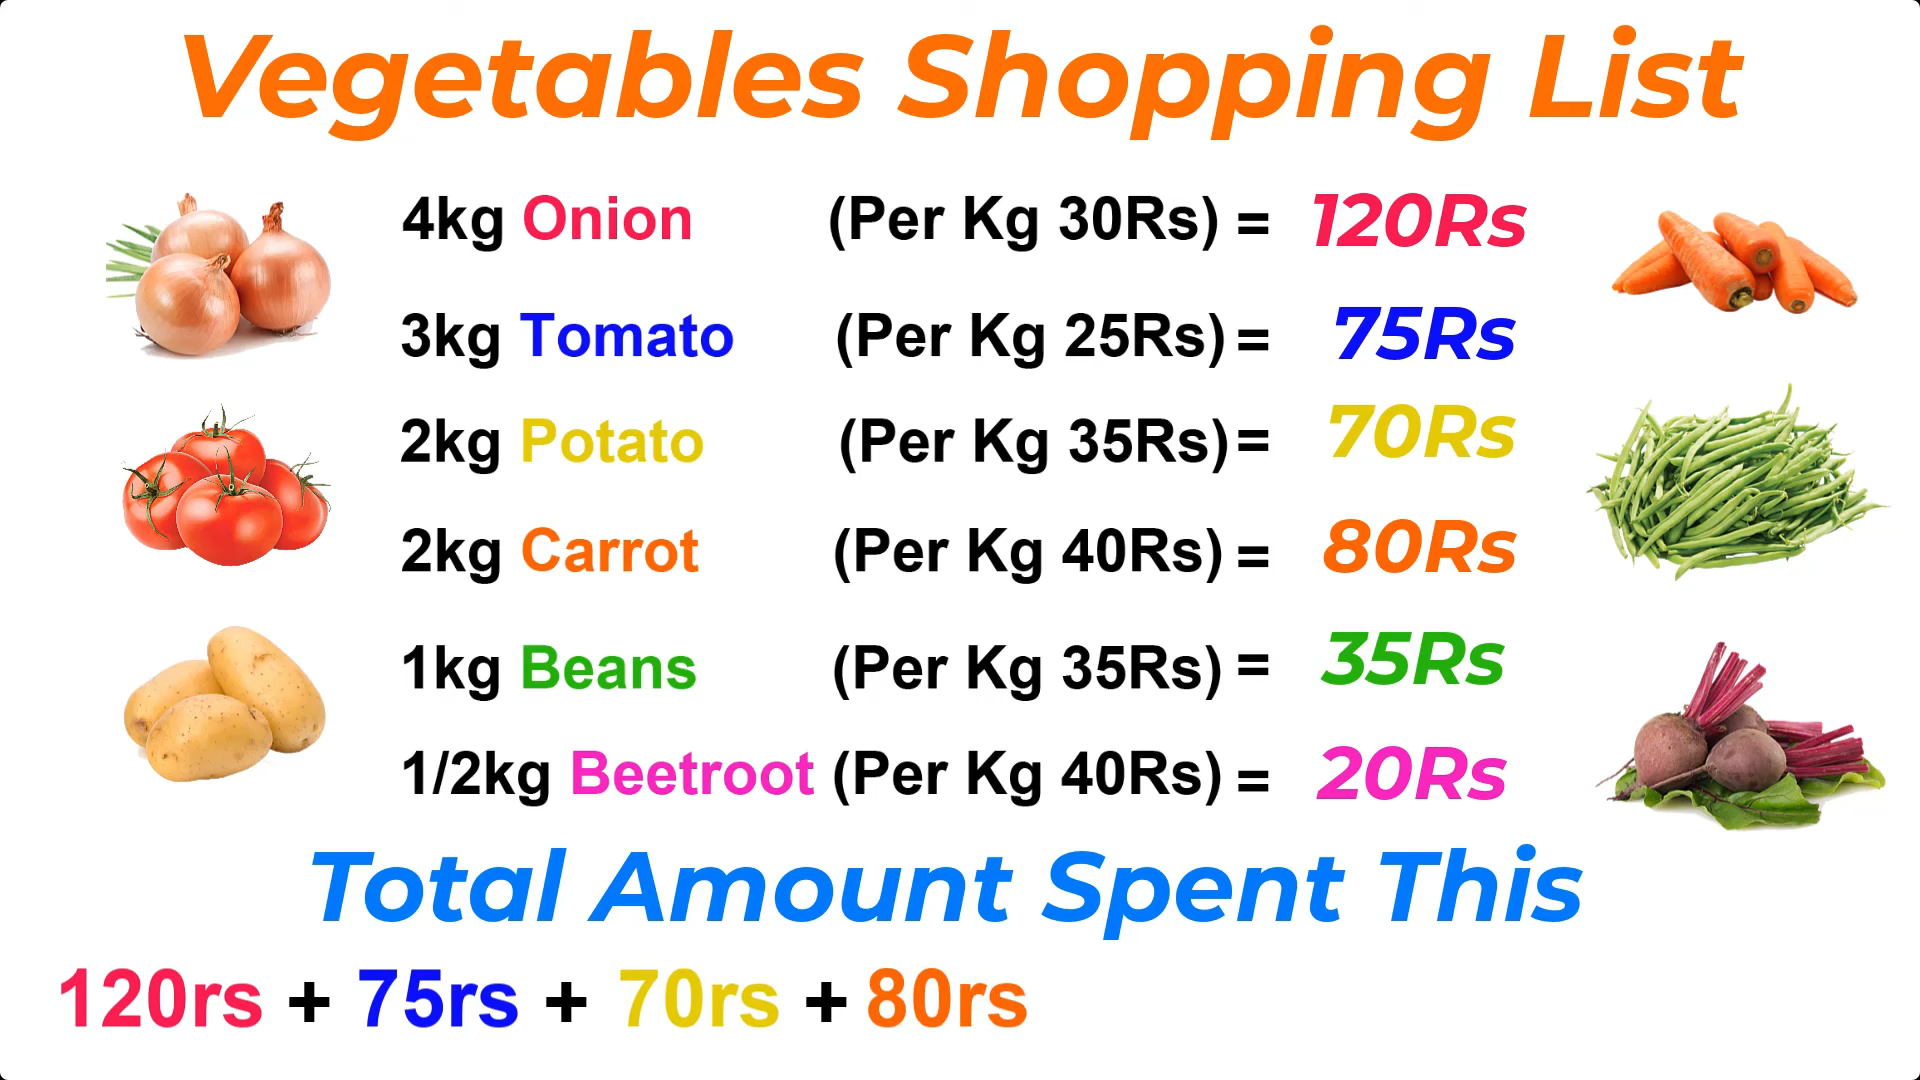 Vegetables Shopping List
4kg Onion (Per Kg 30Rs) = 120Rs
3kg Tomato (Per Kg 25Rs) = 75Rs
2kg Potato (Per Kg 35Rs) = 70Rs
2kg Carrot (Per Kg 40Rs) = 80Rs
1kg Beans (Per Kg 35Rs) = 35Rs
1/2kg Beetroot (Per Kg 40Rs) = 20Rs
Total Amount Spent This
120rs + 75rs + 70rs + 80rs